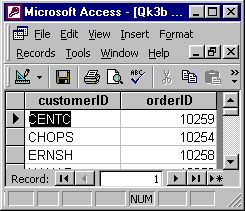 Microsoft Access - [Qk3b ...
File Edit View Insert Format
Records Tools Window Help
ABC
customerID orderID
CENTC 10259
CHOPS 10254
ERNSH 10258
Record: 1
NUM